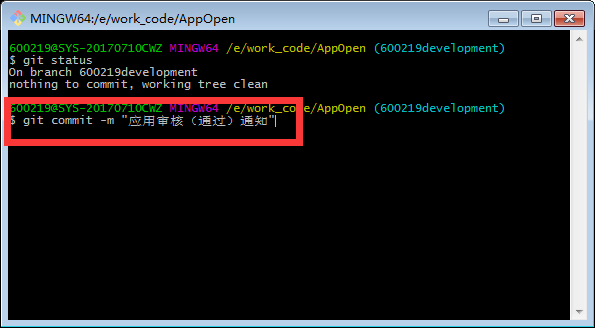 MINGW64:/e/work_code/AppOpen
600219@SYS-20170710CWZ MINGW64 /e/work_code/AppOpen (600219development)
$ git status
On branch 600219development
nothing to commit, working tree clean
600219@SYS-20170710CWZ MINGW64 /e/work_code/AppOpen (600219development)
$ git commit -m "应用审核（通过）通知"